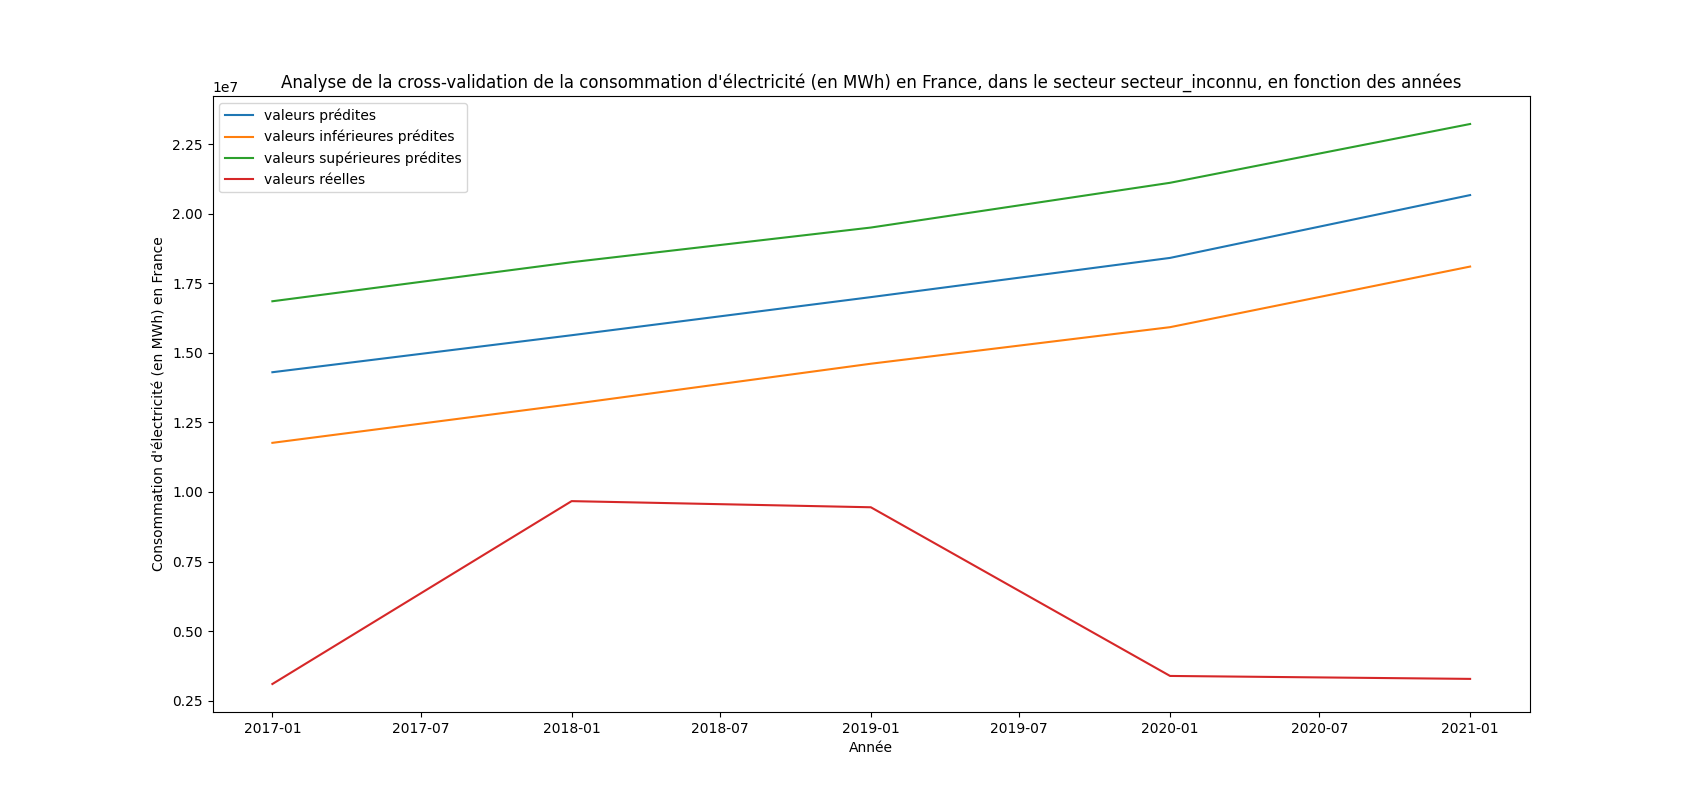 Analyse de la cross-validation de la consommation d'électricité (en MWh) en France, dans le secteur secteur_inconnu, en fonction des années
1e7
valeurs prédites
valeurs inférieures prédites
valeurs supérieures prédites
valeurs réelles
2.25
2.00
1.75
1.50
1.25
1.00
0.75
0.50
0.25
Consommation d'électricité (en MWh) en France
2017-01 2017-07 2018-01 2018-07 2019-01 2019-07 2020-01 2020-07 2021-01
Année